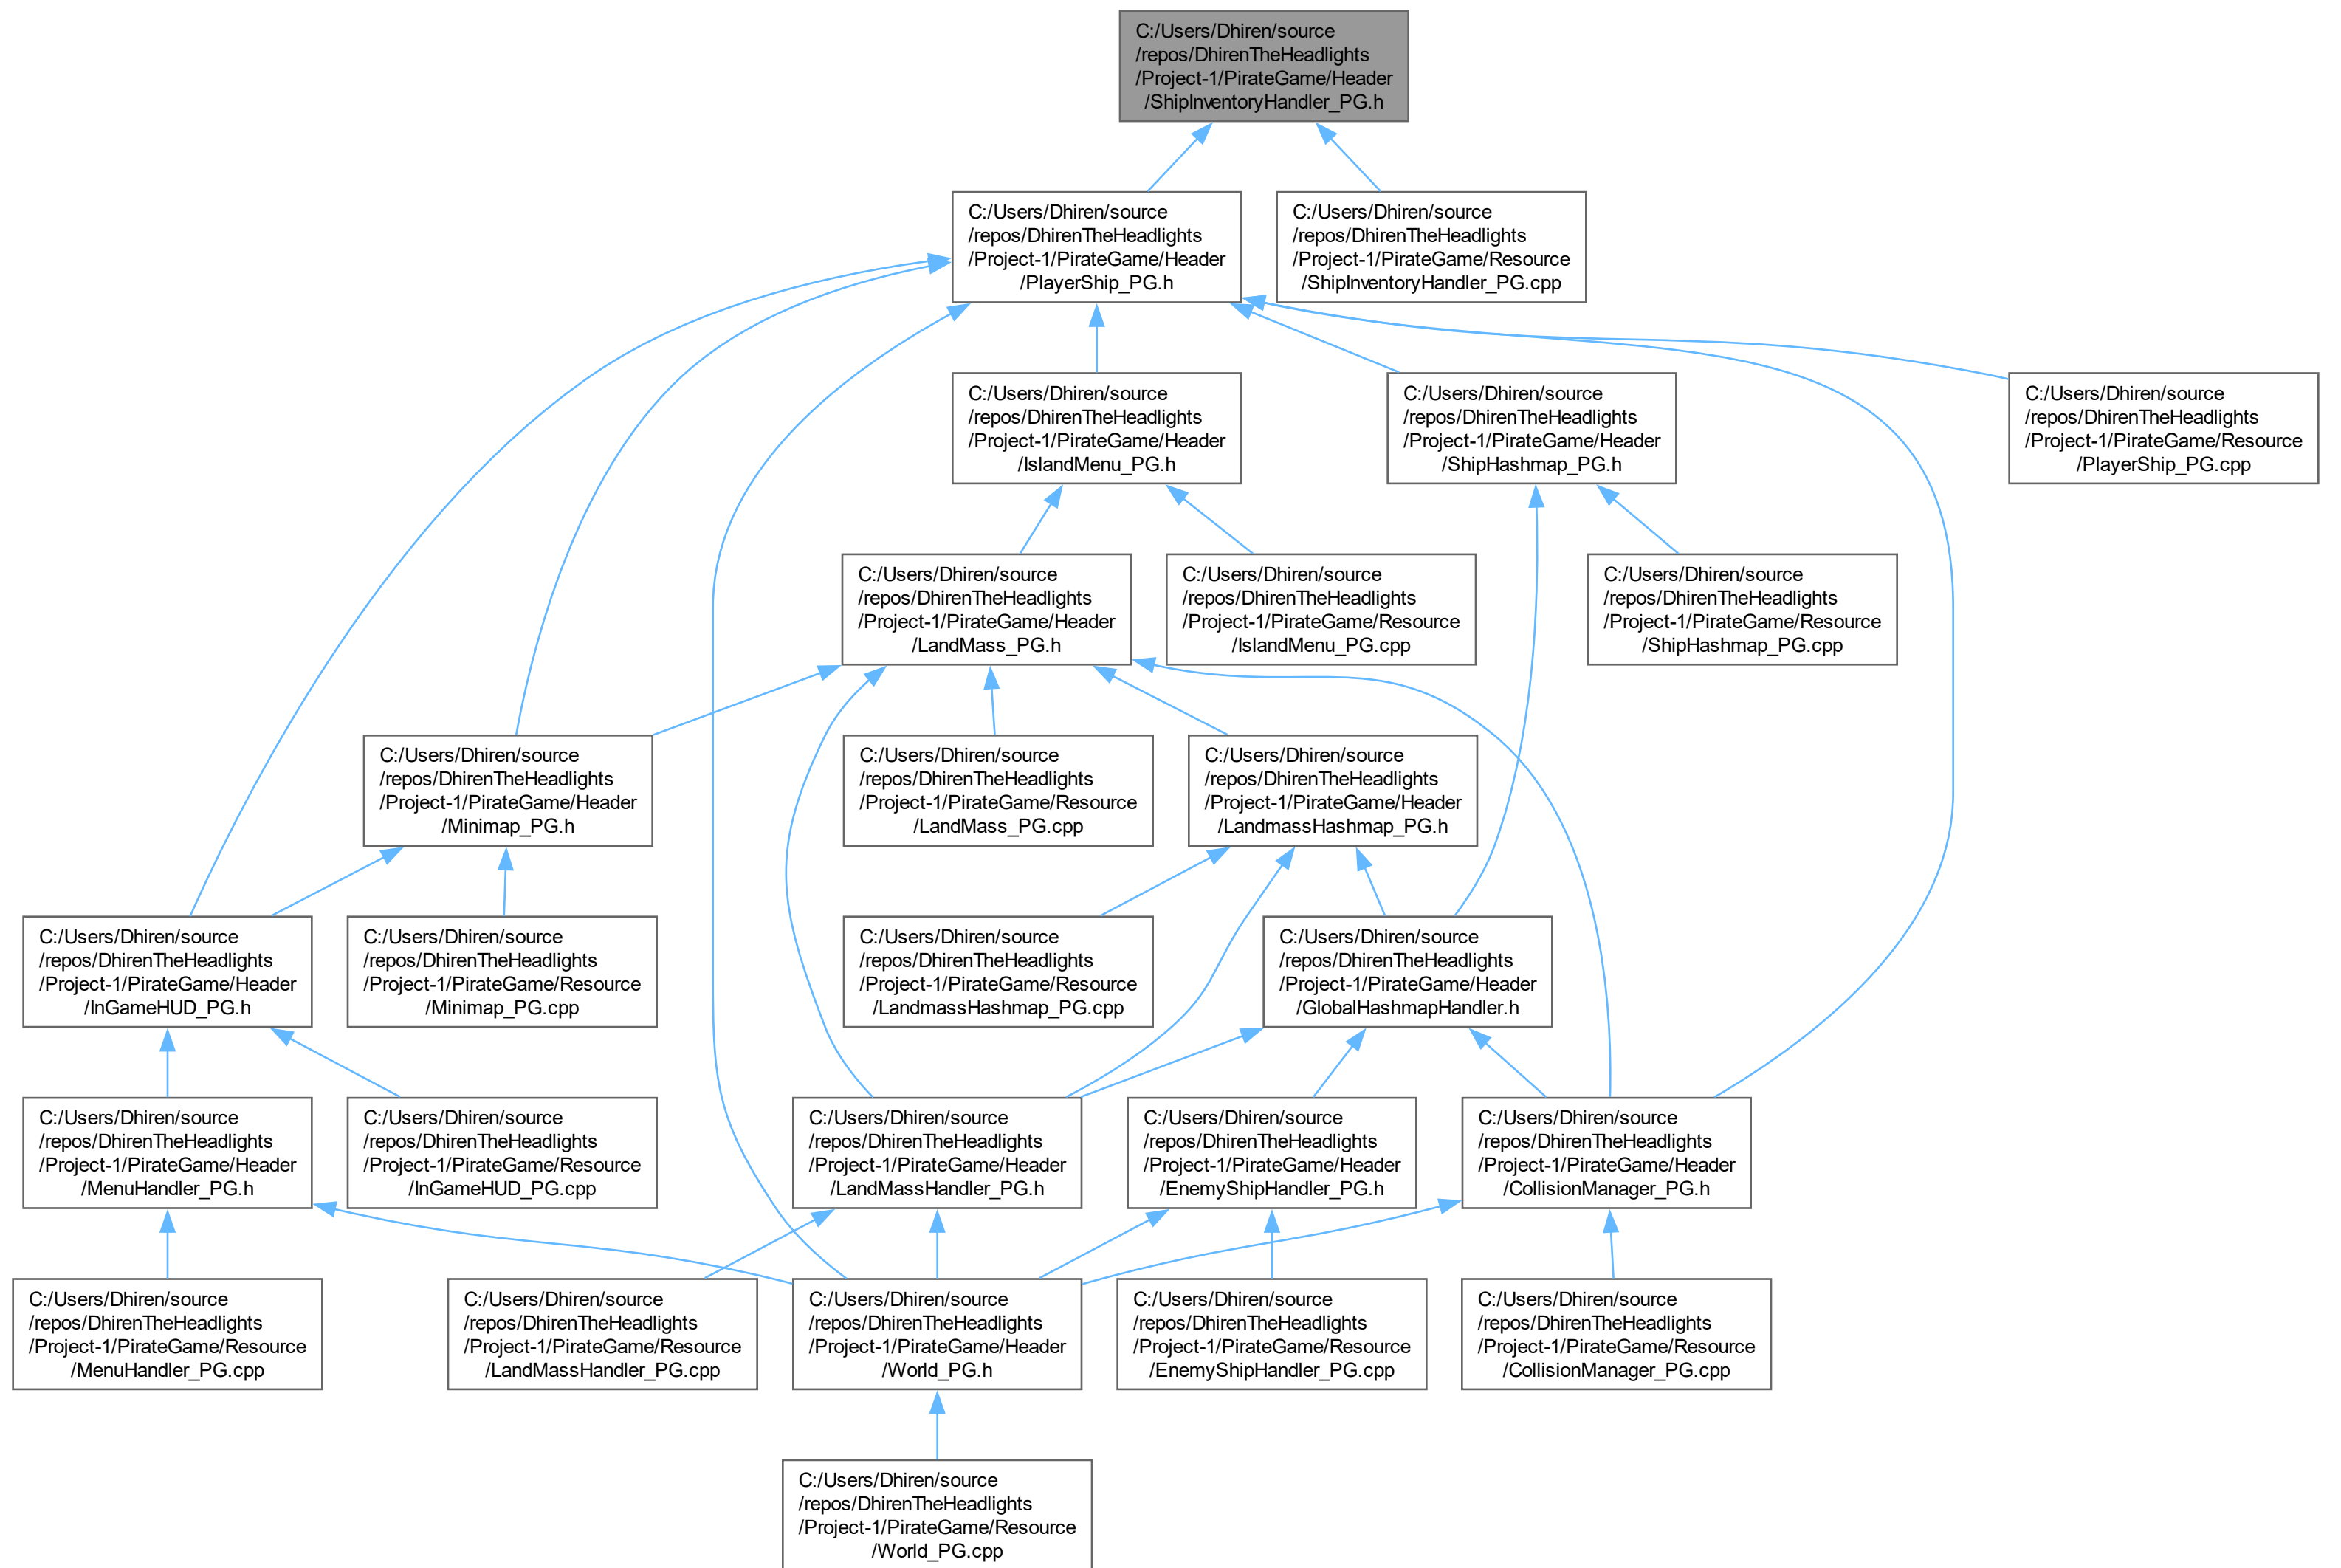 C:/Users/Dhiren/source
/repos/DhirenTheHeadlights
/Project-1/PirateGame/Header
/ShipInventoryHandler_PG.h
C:/Users/Dhiren/source
/repos/DhirenTheHeadlights
/Project-1/PirateGame/Header
/PlayerShip_PG.h
C:/Users/Dhiren/source
/repos/DhirenTheHeadlights
/Project-1/PirateGame/Resource
/ShipInventoryHandler_PG.cpp
C:/Users/Dhiren/source
/repos/DhirenTheHeadlights
/Project-1/PirateGame/Header
/IslandMenu_PG.h
C:/Users/Dhiren/source
/repos/DhirenTheHeadlights
/Project-1/PirateGame/Header
/ShipHashmap_PG.h
C:/Users/Dhiren/source
/repos/DhirenTheHeadlights
/Project-1/PirateGame/Resource
/PlayerShip_PG.cpp
C:/Users/Dhiren/source
/repos/DhirenTheHeadlights
/Project-1/PirateGame/Header
/LandMass_PG.h
C:/Users/Dhiren/source
/repos/DhirenTheHeadlights
/Project-1/PirateGame/Resource
/IslandMenu_PG.cpp
C:/Users/Dhiren/source
/repos/DhirenTheHeadlights
/Project-1/PirateGame/Resource
/ShipHashmap_PG.cpp
C:/Users/Dhiren/source
/repos/DhirenTheHeadlights
/Project-1/PirateGame/Header
/Minimap_PG.h
C:/Users/Dhiren/source
/repos/DhirenTheHeadlights
/Project-1/PirateGame/Resource
/LandMass_PG.cpp
C:/Users/Dhiren/source
/repos/DhirenTheHeadlights
/Project-1/PirateGame/Header
/LandmassHashmap_PG.h
C:/Users/Dhiren/source
/repos/DhirenTheHeadlights
/Project-1/PirateGame/Header
/InGameHUD_PG.h
C:/Users/Dhiren/source
/repos/DhirenTheHeadlights
/Project-1/PirateGame/Resource
/Minimap_PG.cpp
C:/Users/Dhiren/source
/repos/DhirenTheHeadlights
/Project-1/PirateGame/Resource
/LandmassHashmap_PG.cpp
C:/Users/Dhiren/source
/repos/DhirenTheHeadlights
/Project-1/PirateGame/Header
/GlobalHashmapHandler.h
C:/Users/Dhiren/source
/repos/DhirenTheHeadlights
/Project-1/PirateGame/Header
/MenuHandler_PG.h
C:/Users/Dhiren/source
/repos/DhirenTheHeadlights
/Project-1/PirateGame/Resource
/InGameHUD_PG.cpp
C:/Users/Dhiren/source
/repos/DhirenTheHeadlights
/Project-1/PirateGame/Header
/LandMassHandler_PG.h
C:/Users/Dhiren/source
/repos/DhirenTheHeadlights
/Project-1/PirateGame/Header
/EnemyShipHandler_PG.h
C:/Users/Dhiren/source
/repos/DhirenTheHeadlights
/Project-1/PirateGame/Header
/CollisionManager_PG.h
C:/Users/Dhiren/source
/repos/DhirenTheHeadlights
/Project-1/PirateGame/Resource
/MenuHandler_PG.cpp
C:/Users/Dhiren/source
/repos/DhirenTheHeadlights
/Project-1/PirateGame/Resource
/LandMassHandler_PG.cpp
C:/Users/Dhiren/source
/repos/DhirenTheHeadlights
/Project-1/PirateGame/Header
/World_PG.h
C:/Users/Dhiren/source
/repos/DhirenTheHeadlights
/Project-1/PirateGame/Resource
/EnemyShipHandler_PG.cpp
C:/Users/Dhiren/source
/repos/DhirenTheHeadlights
/Project-1/PirateGame/Resource
/CollisionManager_PG.cpp
C:/Users/Dhiren/source
/repos/DhirenTheHeadlights
/Project-1/PirateGame/Resource
/World_PG.cpp